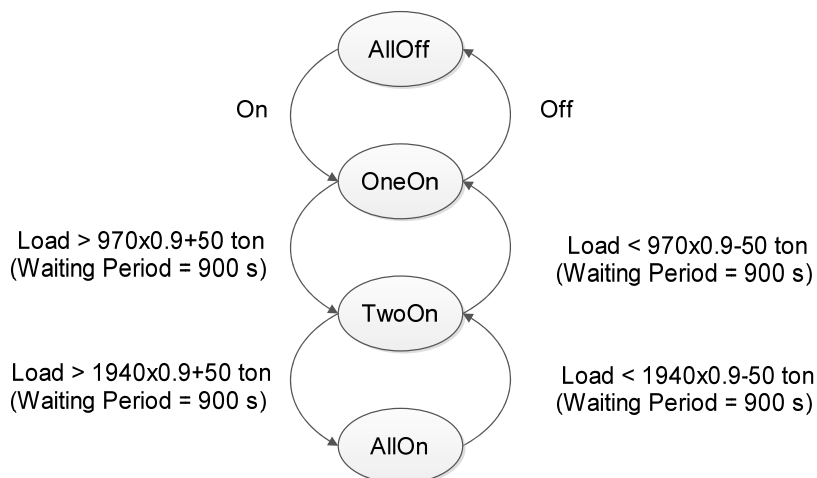 AllOff
On
Off
OneOn
Load > 970x0.9+50 ton
(Waiting Period = 900 s)
Load < 970x0.9-50 ton
(Waiting Period = 900 s)
TwoOn
Load > 1940x0.9+50 ton
(Waiting Period = 900 s)
Load < 1940x0.9-50 ton
(Waiting Period = 900 s)
AllOn